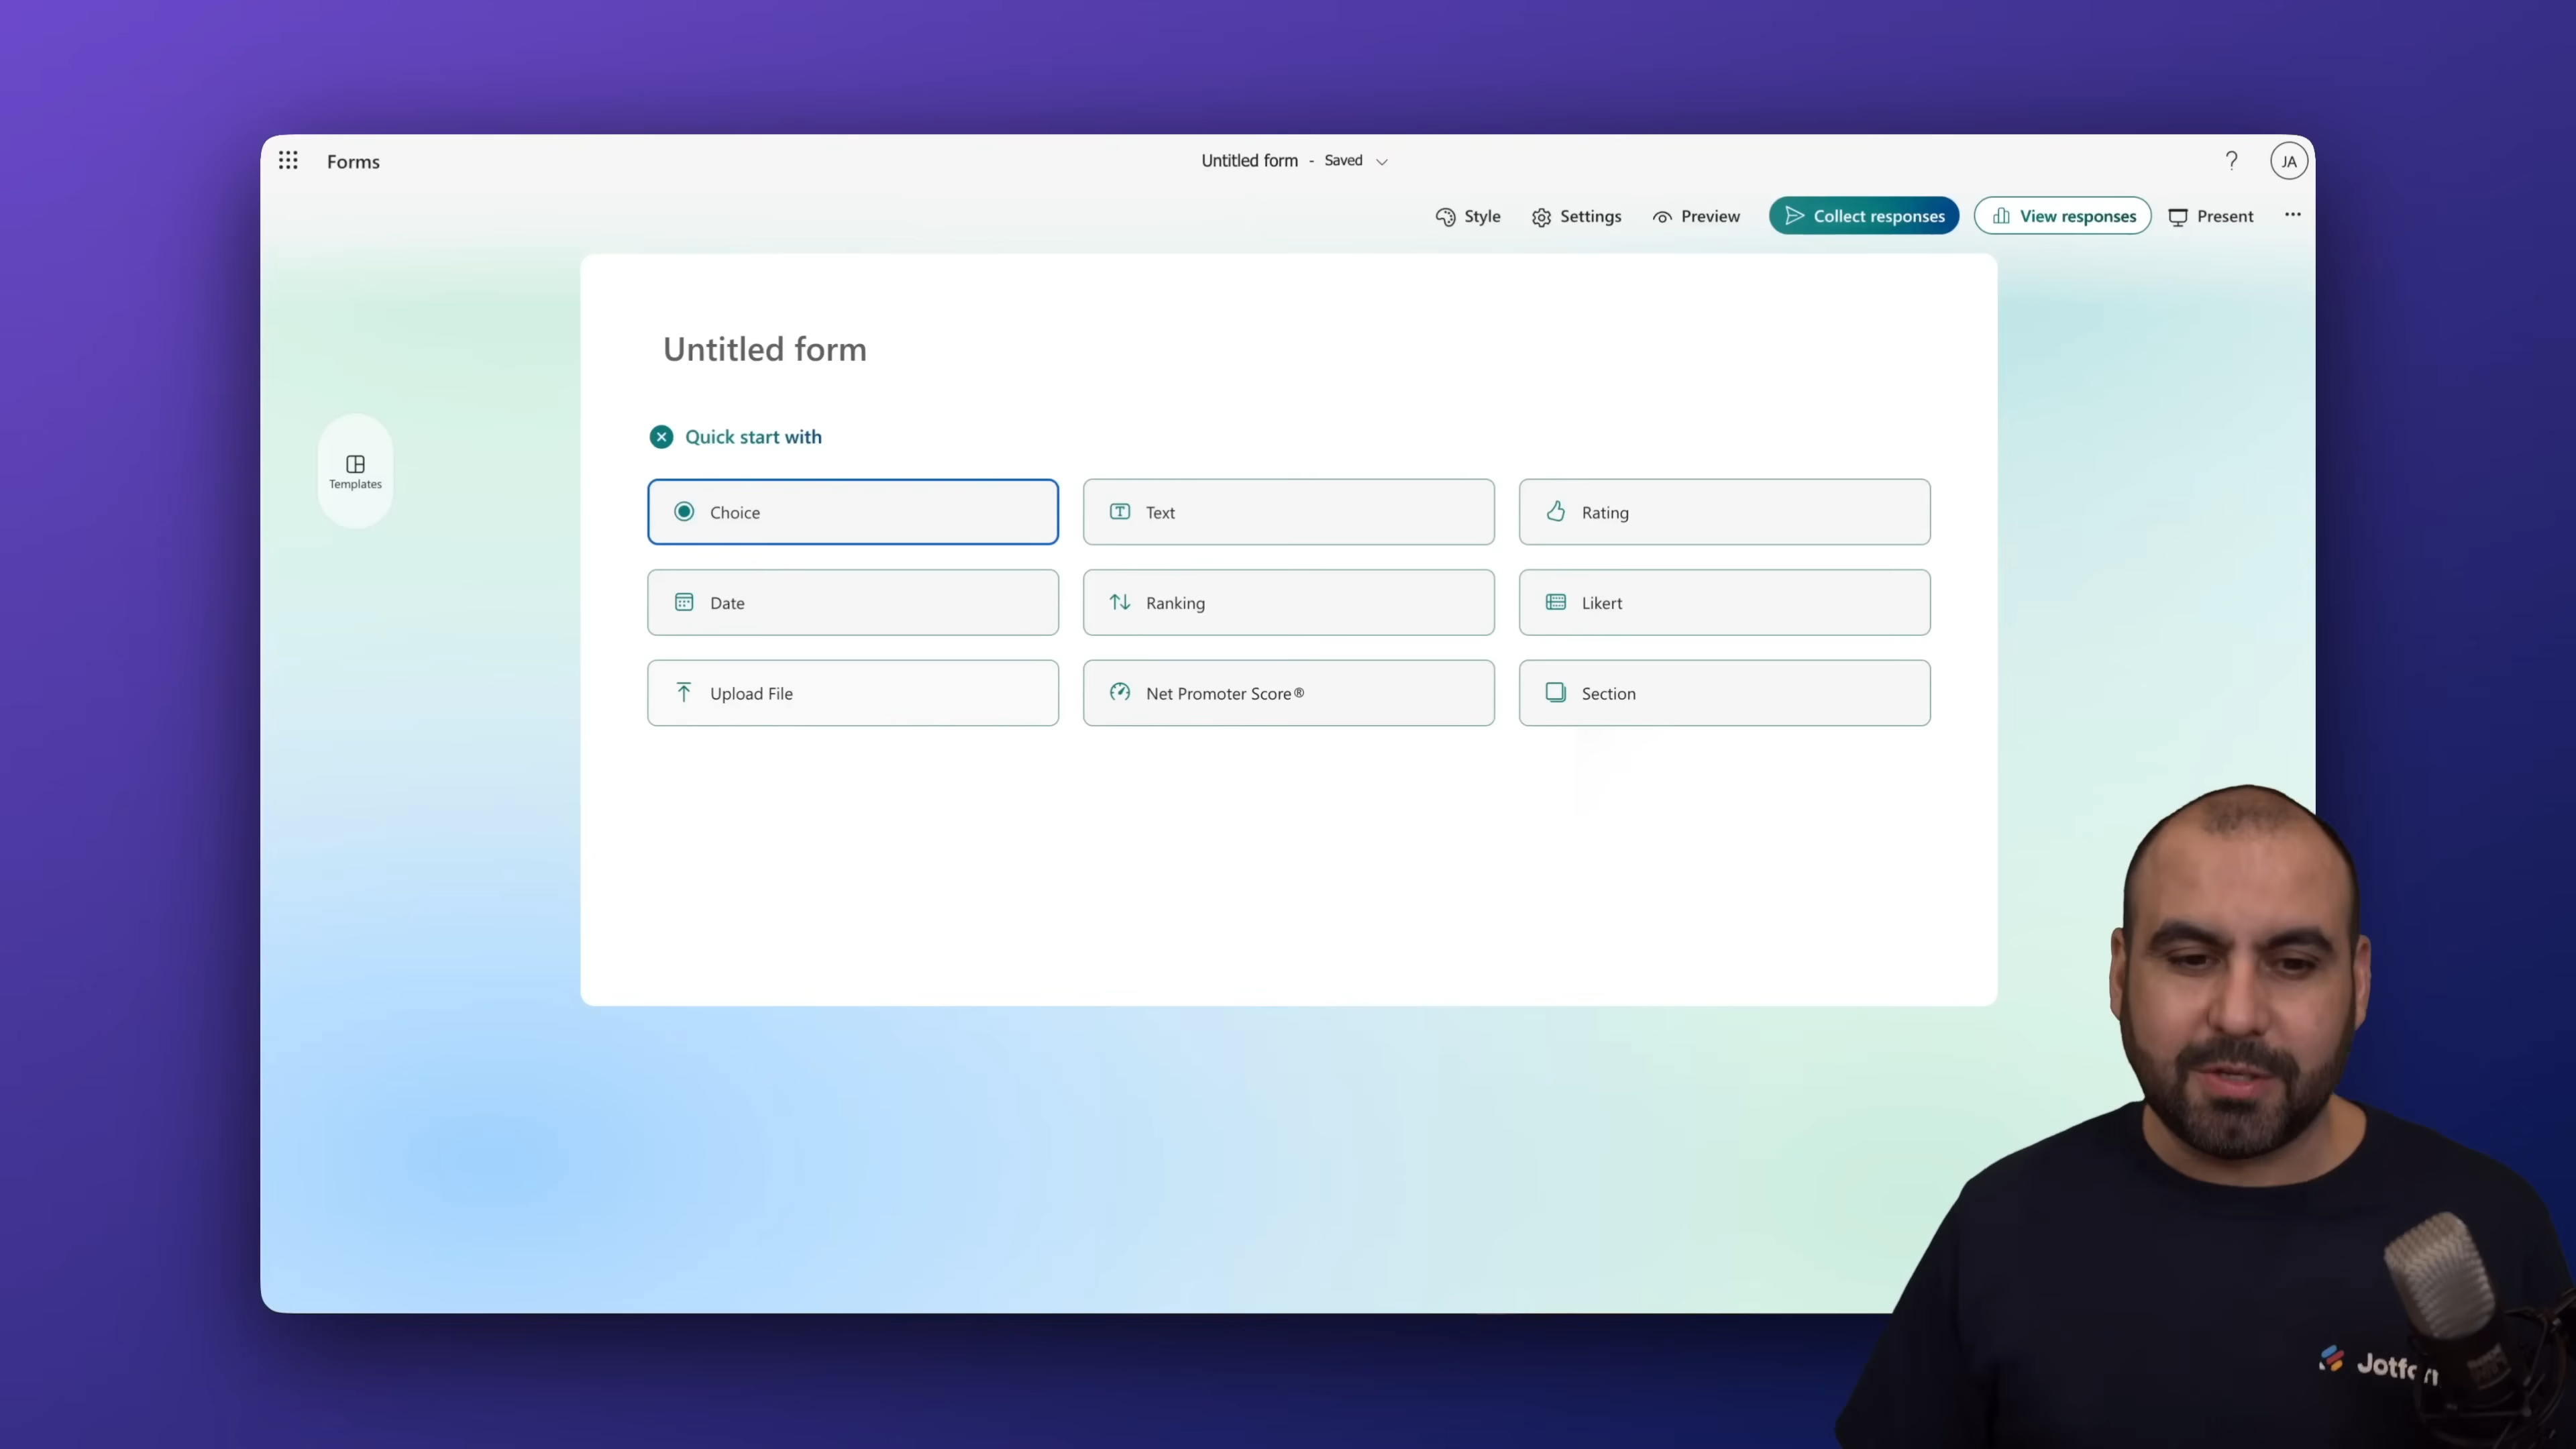 Forms
Untitled form - Saved
? JA
Style Settings Preview Collect responses View responses Present ...
Untitled form
Quick start with
Templates
Choice Text Rating
Date Ranking Likert
Upload File Net Promoter Score® Section